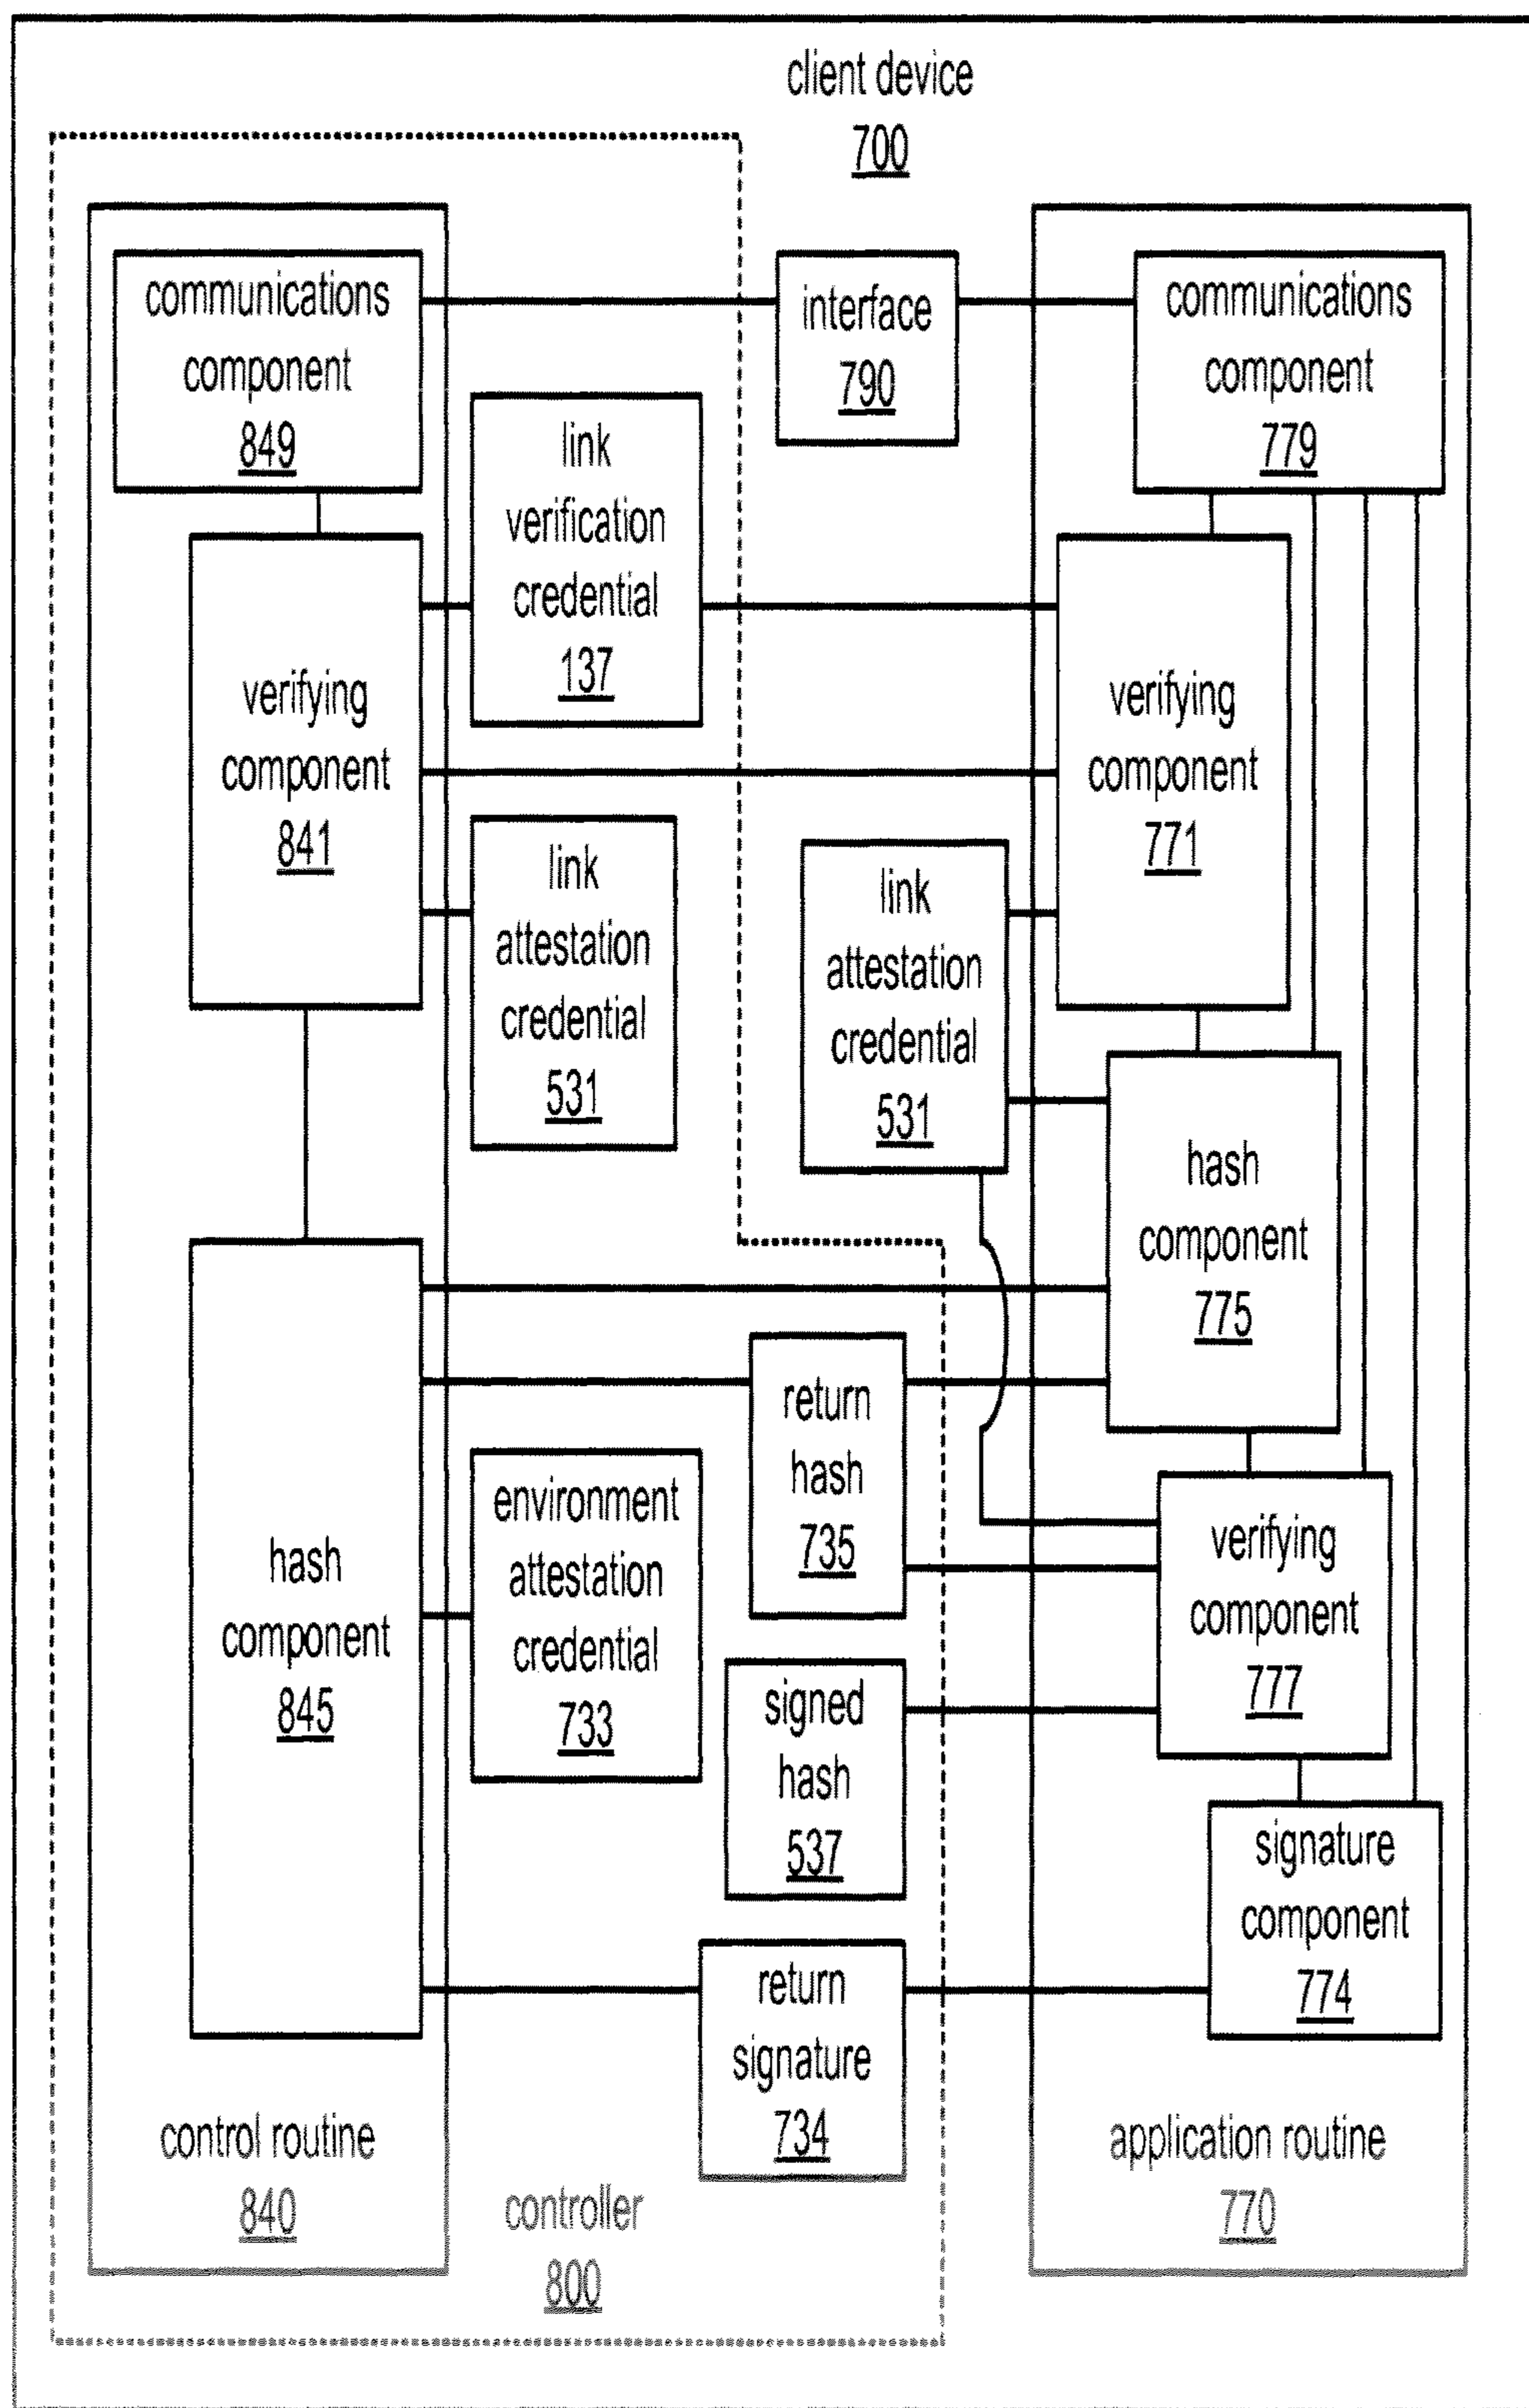 client device
700
communications
component
849
interface
790
communications
component
779
link
verification
credential
137
verifying
component
841
verifying
component
771
link
attestation
credential
531
link
attestation
credential
531
hash
component
775
return
hash
735
environment
attestation
credential
733
hash
component
845
verifying
component
777
signed
hash
537
signature
component
774
return
signature
734
control routine
840
controller
800
application routine
770